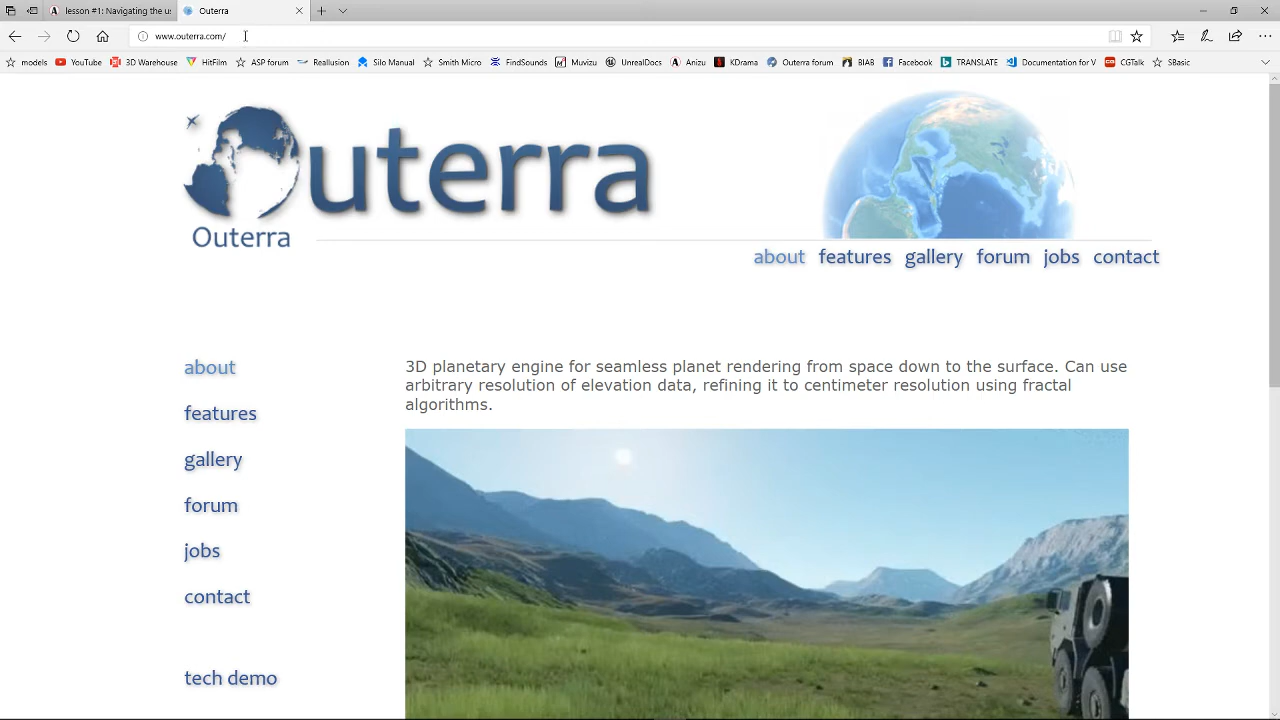 lesson #1: Navigating the us
Outerra
www.outerra.com/
models YouTube 3D Warehouse HitFilm ASP forum Reallusion Silo Manual Smith Micro FindSounds Muvizu UnrealDocs Anizu KDrama Outerra forum BIAB Facebook TRANSLATE Documentation for V CGTalk SBasic
Outerra
Outerra
about features gallery forum jobs contact
about
features
gallery
forum
jobs
contact
tech demo
3D planetary engine for seamless planet rendering from space down to the surface. Can use
arbitrary resolution of elevation data, refining it to centimeter resolution using fractal
algorithms.